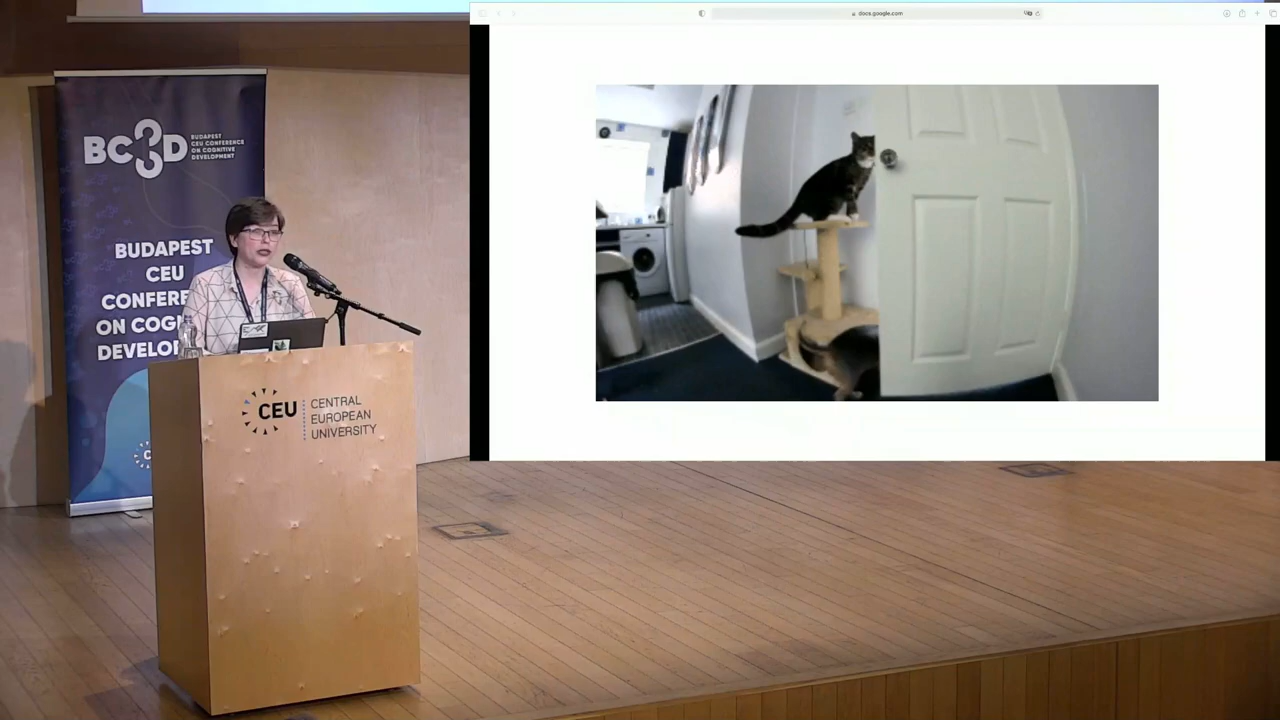 docs.google.com
BC3D
BUDAPEST
CEU CONFERENCE
ON COGNITIVE
DEVELOPMENT
BUDAPEST
CEU
CONFERE
ON COGN
DEVELOP
CEU
CENTRAL
EUROPEAN
UNIVERSITY